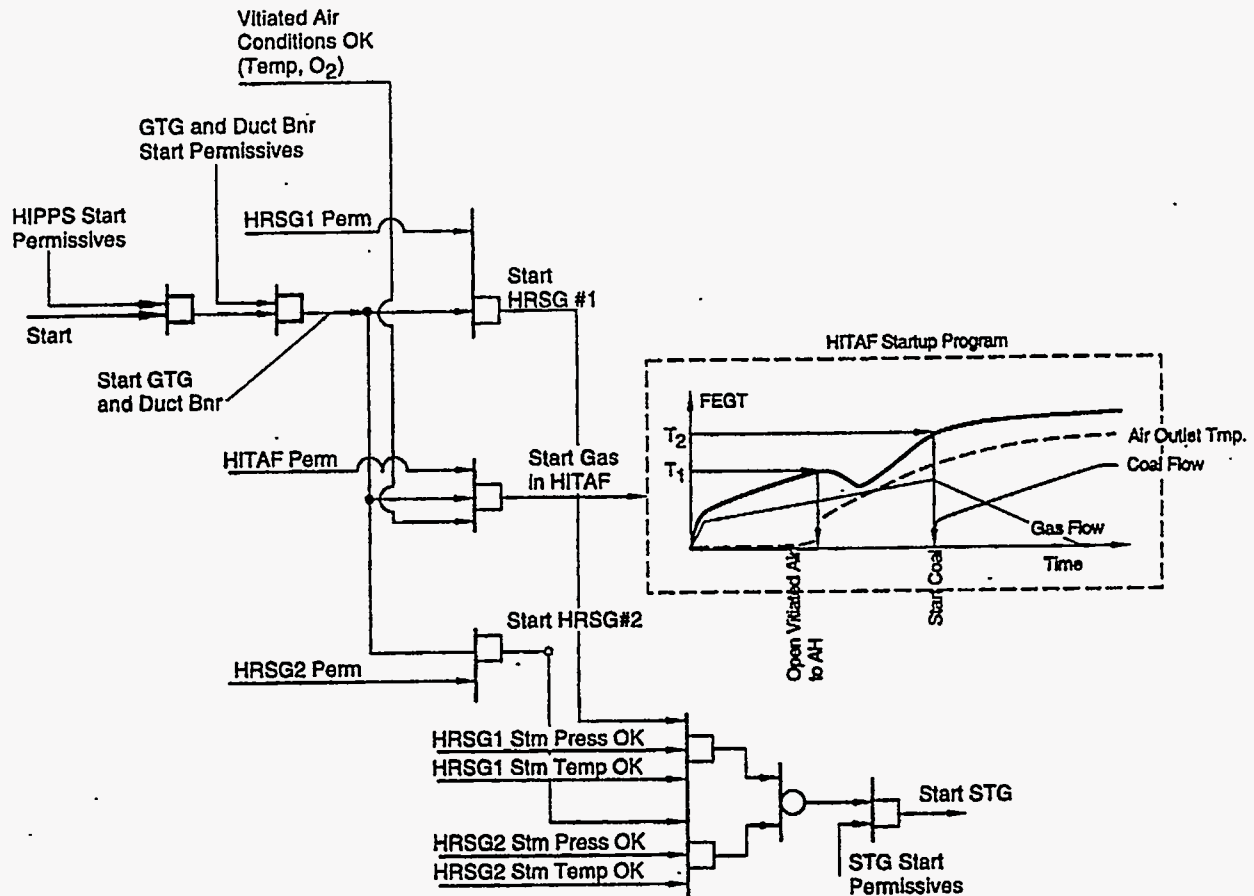 Vitiated Air
Conditions OK
(Temp, O2)
GTG and Duct Bnr
Start Permissives
HIPPS Start
Permissives
HRSG1 Perm
Start
HRSG #1
Start
Start GTG
and Duct Bnr
HITAF Startup Program
FEGT
T2
Air Outlet Tmp.
HITAF Perm
Start Gas
in HITAF
T1
Coal Flow
Gas Flow
Time
Open Vitiated Air
to AH
Start Coal
Start HRSG#2
HRSG2 Perm
HRSG1 Stm Press OK
HRSG1 Stm Temp OK
Start STG
HRSG2 Stm Press OK
HRSG2 Stm Temp OK
STG Start
Permissives